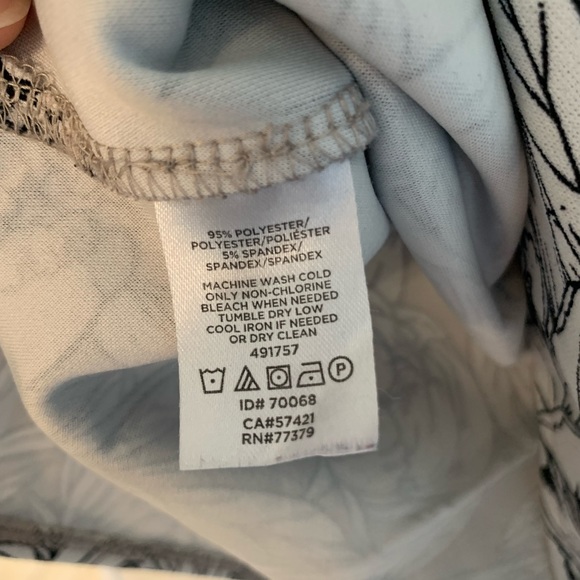 95% POLYESTER/
POLYESTER/POLIÉSTER
5% SPANDEX/
SPANDEX/SPANDEX
MACHINE WASH COLD
ONLY NON-CHLORINE
BLEACH WHEN NEEDED
TUMBLE DRY LOW
COOL IRON IF NEEDED
OR DRY CLEAN
491757
P
ID# 70068
CA#57421
RN#77379